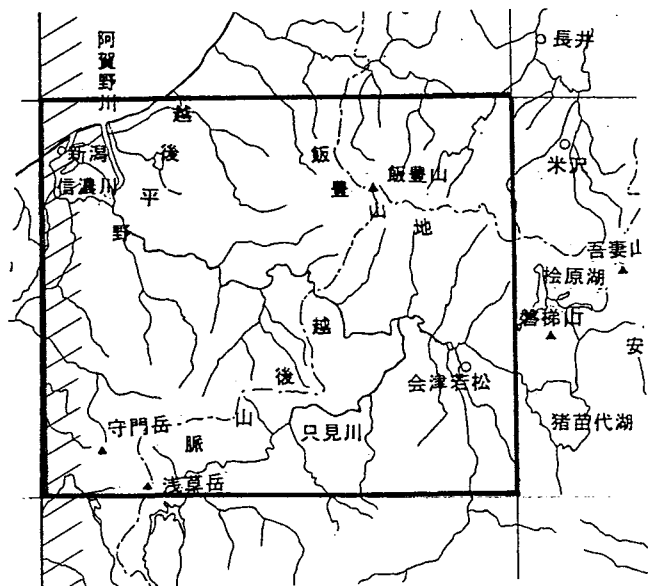 阿賀野川
長井
越後平野
新潟
信濃川
飯豊山地
飯豊山
米沢
吾妻山
桧原湖
磐梯山
安
越後山脈
会津若松
猪苗代湖
守門岳
只見川
浅草岳